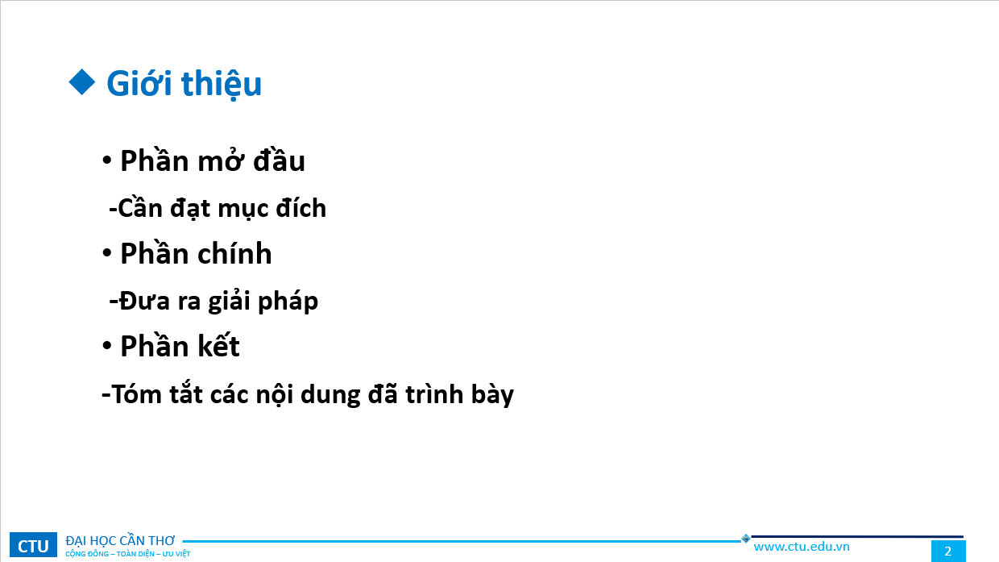 Giới thiệu
• Phần mở đầu
-Cần đạt mục đích
• Phần chính
-Đưa ra giải pháp
• Phần kết
-Tóm tắt các nội dung đã trình bày
CTU
ĐẠI HỌC CẦN THƠ
CỘNG ĐỒNG – TOÀN DIỆN – ƯU VIỆT
www.ctu.edu.vn
2